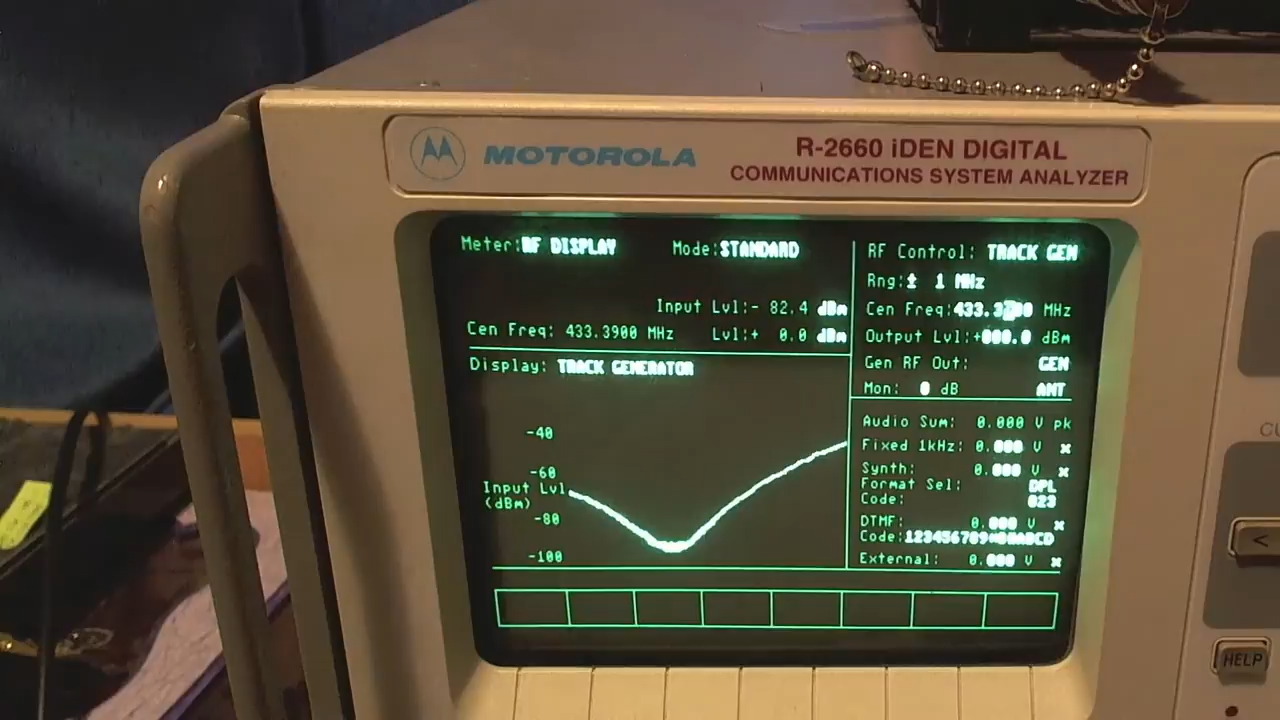 MOTOROLA
R-2660 iDEN DIGITAL
COMMUNICATIONS SYSTEM ANALYZER
Meter:RF DISPLAY Mode:STANDARD
Input Lvl:- 82.4 dBm
Cen Freq: 433.3900 MHz Lvl:+ 0.0 dBm
Display: TRACK GENERATOR
-40
-60
Input Lvl
(dBm)
-80
-100
RF Control: TRACK GEN
Rng:± 1 MHz
Cen Freq: MHz
Output Lvl:+000.0 dBm
Gen RF Out: GEN
Mon: 0 dB ANT
Audio Sum: 0.000 V pk
Fixed 1kHz: 0.000 V x
Synth: 0.000 V x
Format Sel: DPL
Code: 023
DTMF: 0.000 V x
Code:
External: 0.000 V x
<
HELP